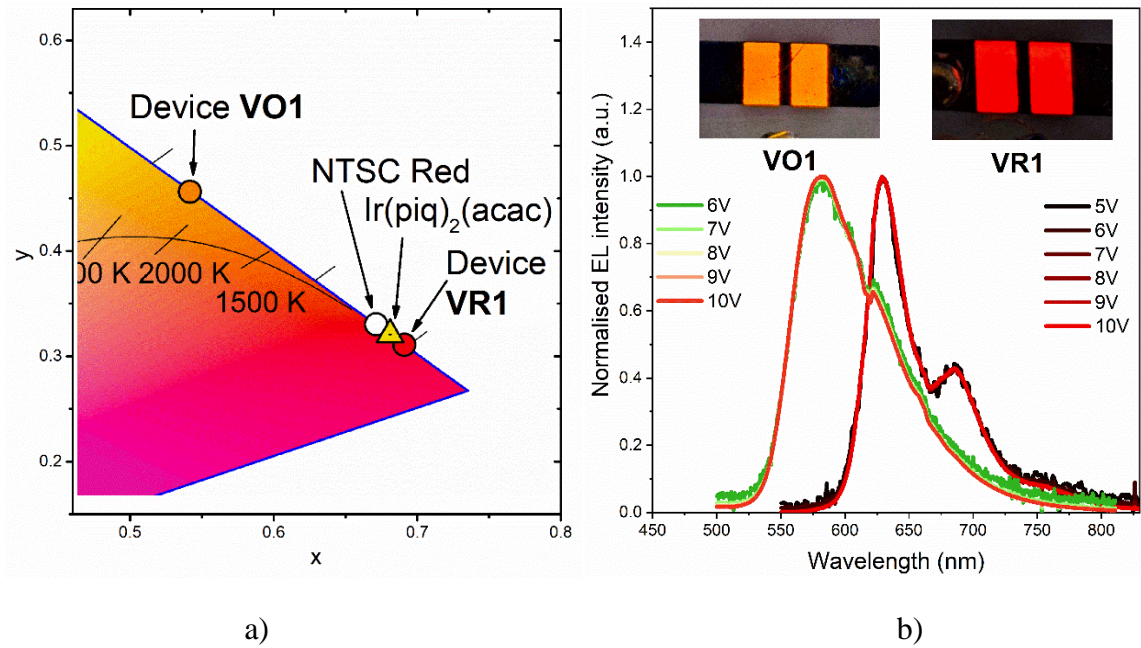 0.6
0.5
0.4
0.3
0.2
y
0.5
0.6
0.7
0.8
x
Device VO1
NTSC Red
Ir(piq)2(acac)
Device
VR1
00 K
2000 K
1500 K
a)
1.4
1.2
1.0
0.8
0.6
0.4
0.2
0.0
Normalised EL intensity (a.u.)
VO1
VR1
6V
7V
8V
9V
10V
5V
6V
7V
8V
9V
10V
450
500
550
600
650
700
750
800
Wavelength (nm)
b)